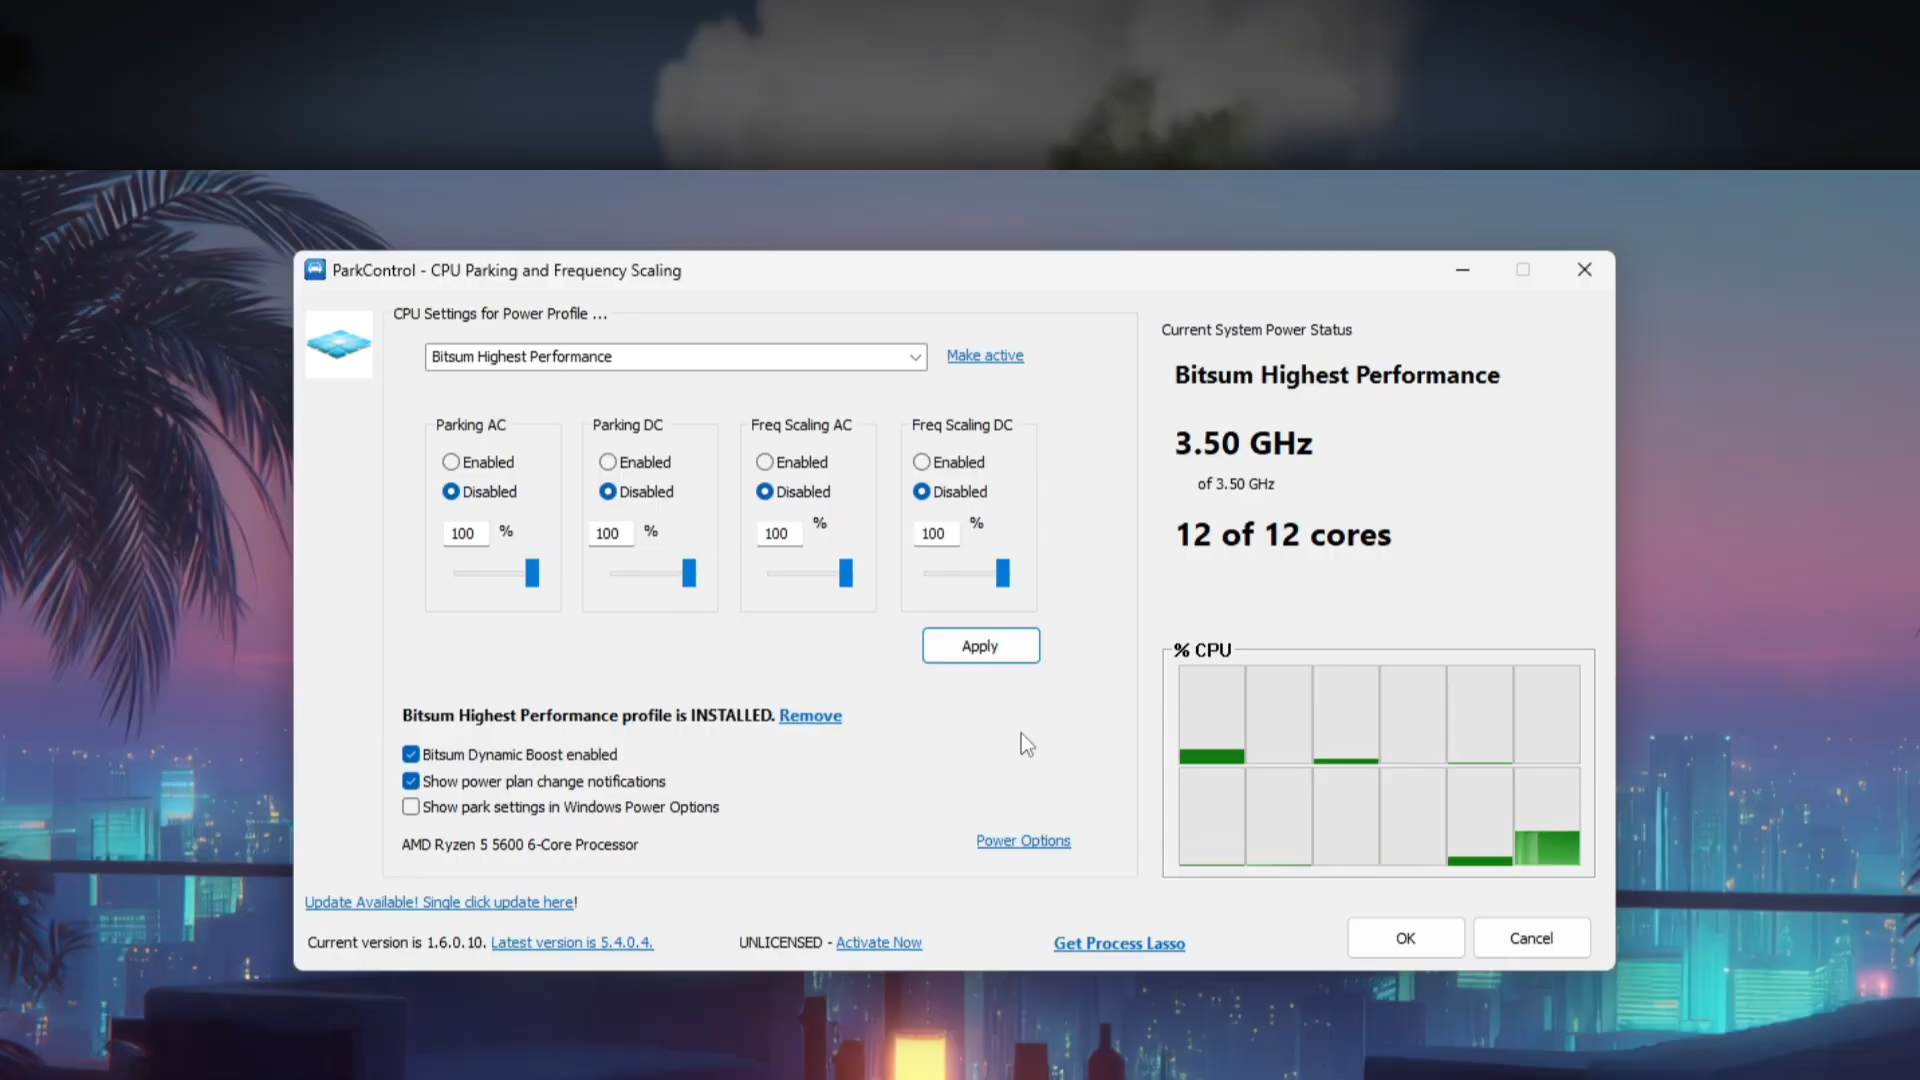 ParkControl - CPU Parking and Frequency Scaling
CPU Settings for Power Profile ...
Bitsum Highest Performance
Make active
Parking AC
Enabled
Disabled
100 %
Parking DC
Enabled
Disabled
100 %
Freq Scaling AC
Enabled
Disabled
100 %
Freq Scaling DC
Enabled
Disabled
100 %
Apply
Bitsum Highest Performance profile is INSTALLED. Remove
Bitsum Dynamic Boost enabled
Show power plan change notifications
Show park settings in Windows Power Options
AMD Ryzen 5 5600 6-Core Processor
Power Options
Current System Power Status
Bitsum Highest Performance
3.50 GHz
of 3.50 GHz
12 of 12 cores
% CPU
Update Available! Single click update here!
Current version is 1.6.0.10. Latest version is 5.4.0.4.
UNLICENSED - Activate Now
Get Process Lasso
OK
Cancel